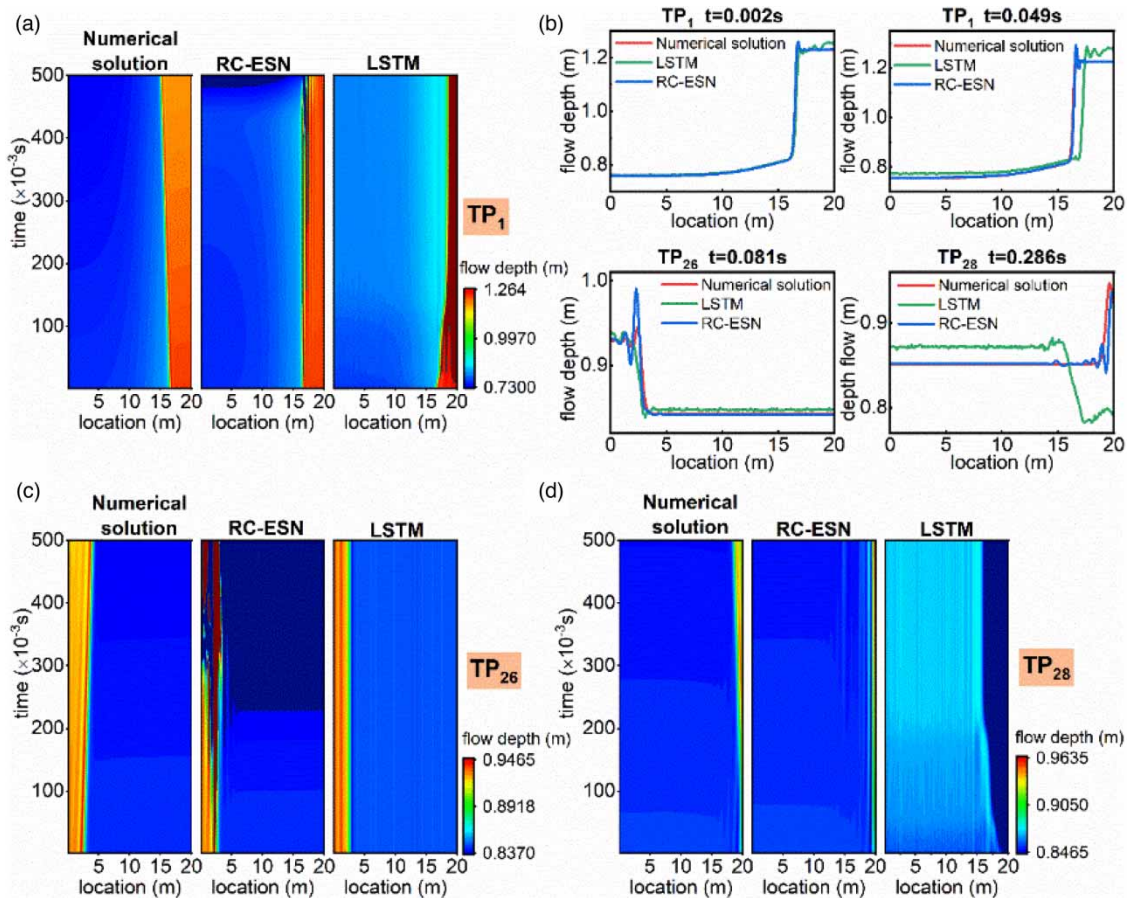 (a)
Numerical
solution
RC-ESN
LSTM
500
400
300
200
100
time (×10⁻³s)
5 10 15 20
5 10 15 20
5 10 15 20
location (m)
location (m)
location (m)
TP₁
flow depth (m)
1.264
0.9970
0.7300
(b)
TP₁ t=0.002s
Numerical solution
LSTM
RC-ESN
1.2
1.0
0.8
flow depth (m)
0 5 10 15 20
location (m)
TP₁ t=0.049s
Numerical solution
LSTM
RC-ESN
1.2
1.0
0.8
flow depth (m)
0 5 10 15 20
location (m)
TP₂₆ t=0.081s
Numerical solution
LSTM
RC-ESN
1.0
0.9
flow depth (m)
0 5 10 15 20
location (m)
TP₂₈ t=0.286s
Numerical solution
LSTM
RC-ESN
0.9
0.8
depth flow (m)
0 5 10 15 20
location (m)
(c)
Numerical
solution
RC-ESN
LSTM
500
400
300
200
100
time (×10⁻³s)
5 10 15 20
5 10 15 20
5 10 15 20
location (m)
location (m)
location (m)
TP₂₆
flow depth (m)
0.9465
0.8918
0.8370
(d)
Numerical
solution
RC-ESN
LSTM
500
400
300
200
100
time (×10⁻³s)
5 10 15 20
5 10 15 20
5 10 15 20
location (m)
location (m)
location (m)
TP₂₈
flow depth (m)
0.9635
0.9050
0.8465